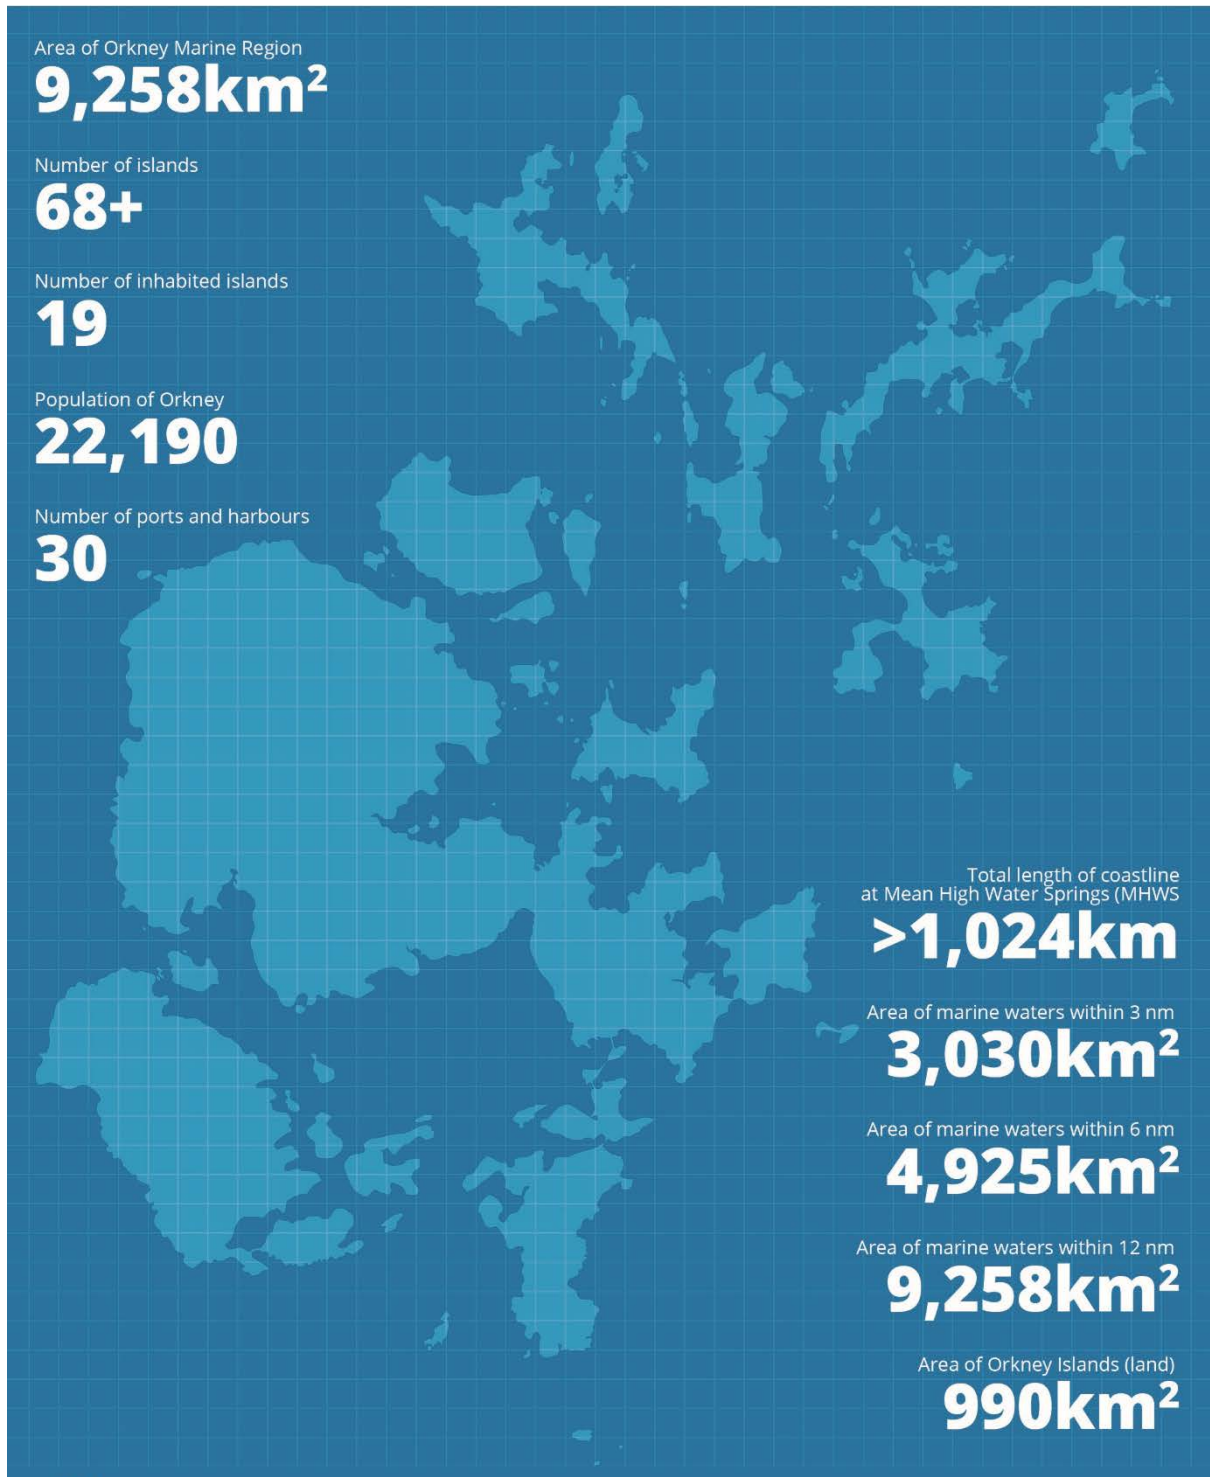 Area of Orkney Marine Region
9,258km²
Number of islands
68+
Number of inhabited islands
19
Population of Orkney
22,190
Number of ports and harbours
30
Total length of coastline
at Mean High Water Springs (MHWS
>1,024km
Area of marine waters within 3 nm
3,030km²
Area of marine waters within 6 nm
4,925km²
Area of marine waters within 12 nm
9,258km²
Area of Orkney Islands (land)
990km²